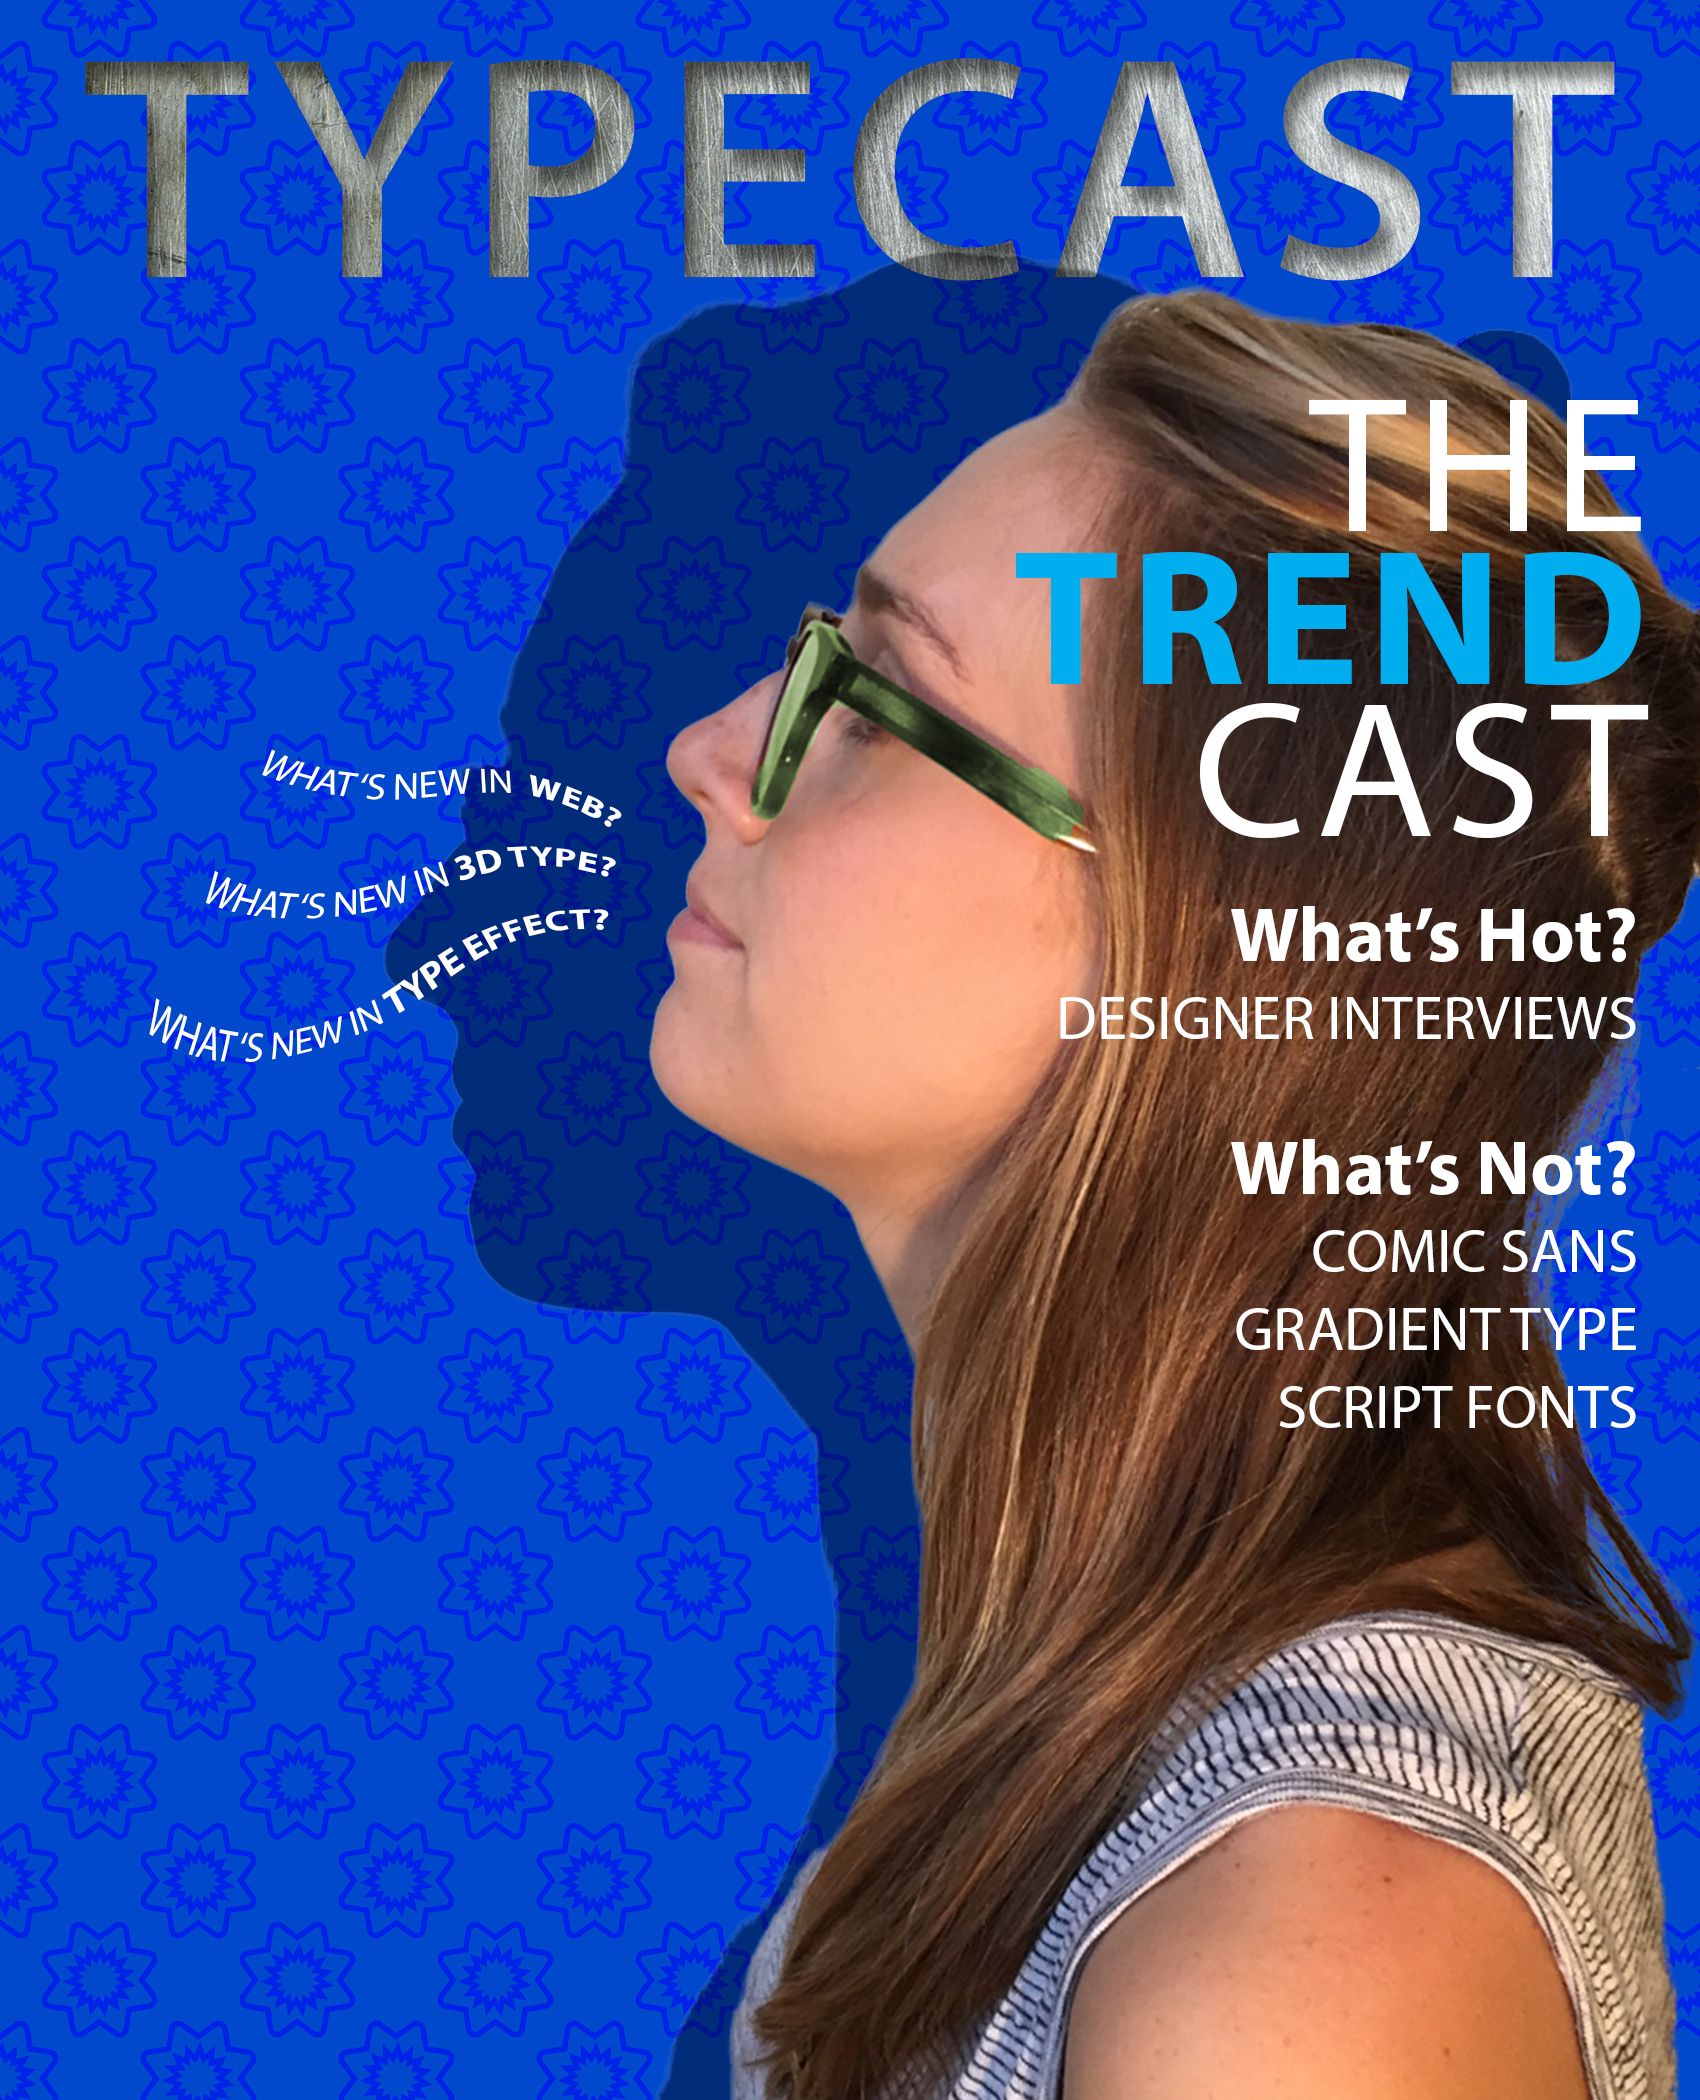 TYPECAST
THE
TREND
CAST
WHAT'S NEW IN WEB?
WHAT'S NEW IN 3D TYPE?
WHAT'S NEW IN TYPE EFFECT?
What's Hot?
DESIGNER INTERVIEWS
What's Not?
COMIC SANS
GRADIENT TYPE
SCRIPT FONTS